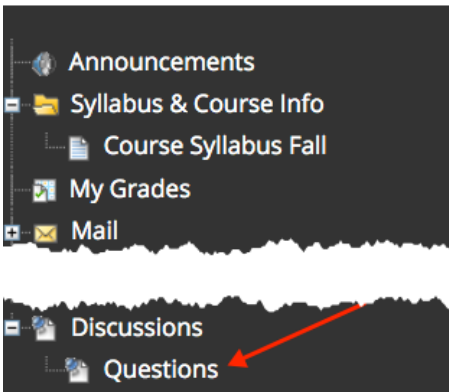 Announcements
Syllabus & Course Info
Course Syllabus Fall
My Grades
Mail
Discussions
Questions